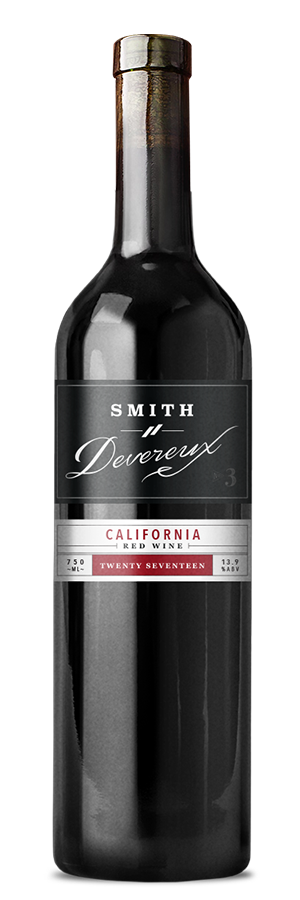 SMITH
Devereux
3
CALIFORNIA
RED WINE
750
-ML-
TWENTY SEVENTEEN
13.9
%ABV